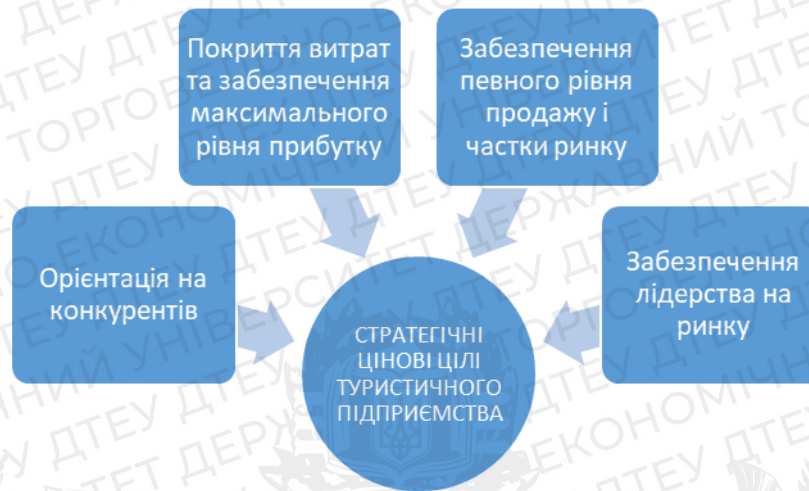 Покриття витрат
та забезпечення
максимального
рівня прибутку
Забезпечення
певного рівня
продажу і
частки ринку
Орієнтація на
конкурентів
Забезпечення
лідерства на
ринку
СТРАТЕГІЧНІ
ЦІНОВІ ЦІЛІ
ТУРИСТИЧНОГО
ПІДПРИЄМСТВА